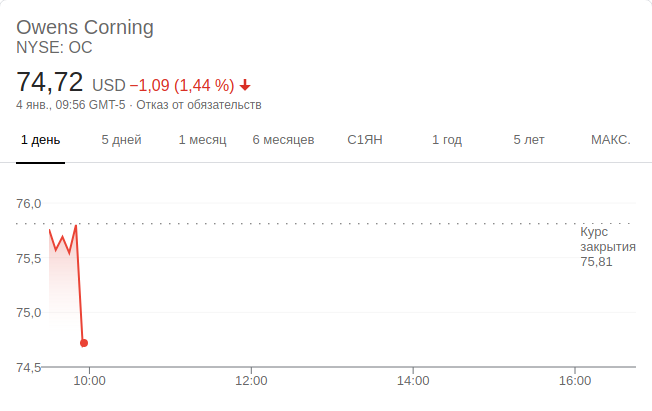 Owens Corning
NYSE: OC
74,72 USD −1,09 (1,44 %)
4 янв., 09:56 GMT-5 · Отказ от обязательств
1 день 5 дней 1 месяц 6 месяцев С1ЯН 1 год 5 лет МАКС.
76,0
Курс
закрытия
75,81
75,5
75,0
74,5
10:00 12:00 14:00 16:00